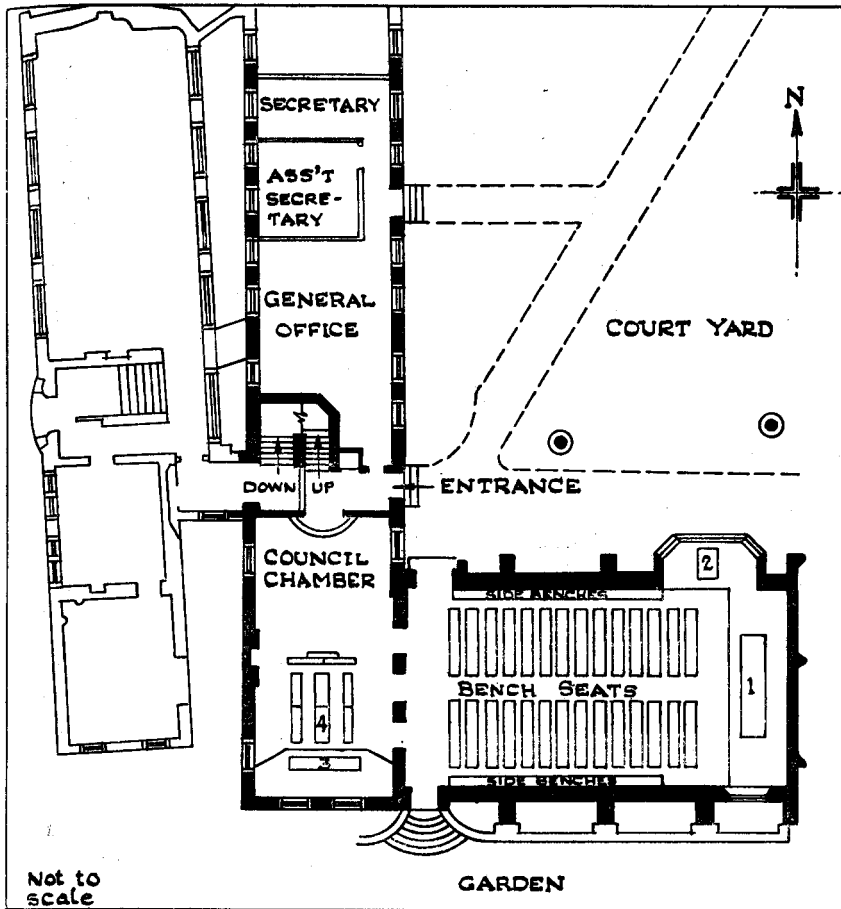 SECRETARY
N
ASS'T
SECRE-
TARY
GENERAL
OFFICE
COURT YARD
DOWN UP
ENTRANCE
COUNCIL
CHAMBER
2
SIDE BENCHES
BENCH SEATS
1
4
3
SIDE BENCHES
Not to
scale
GARDEN